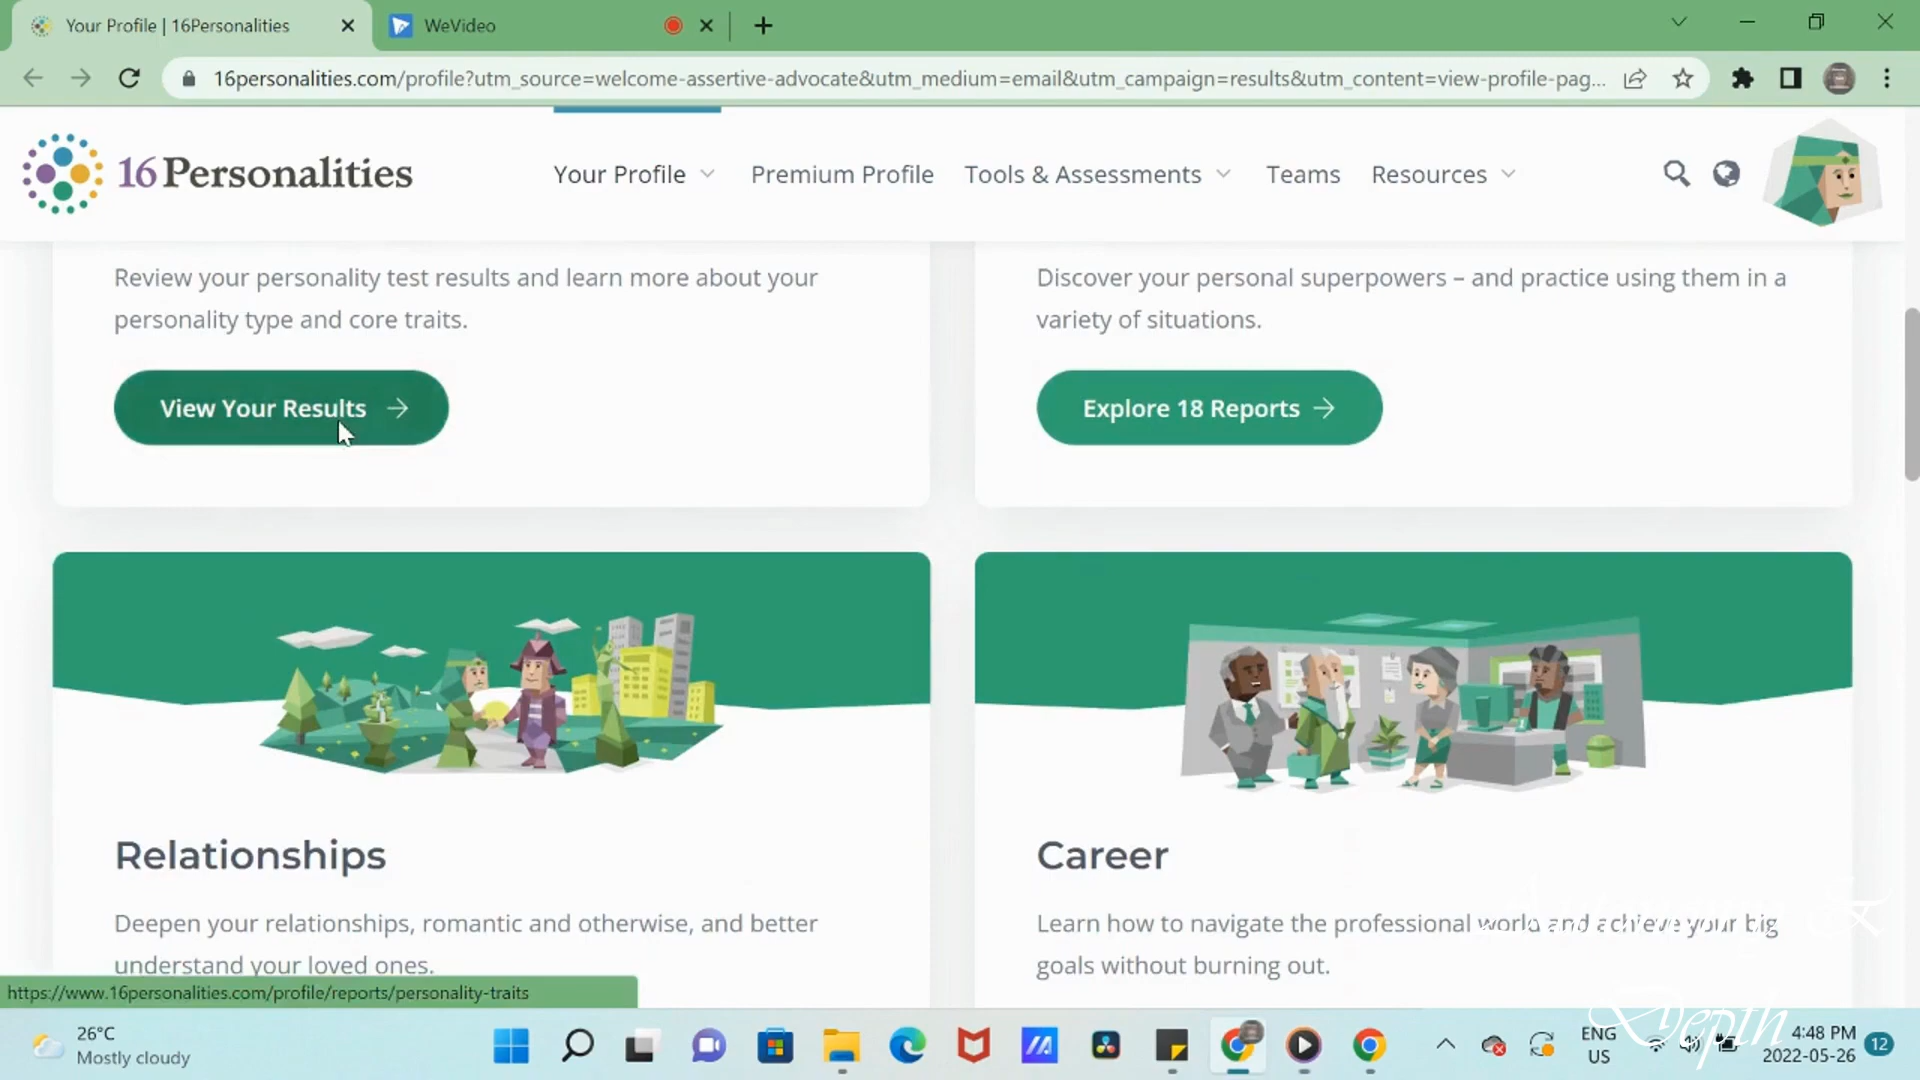 Your Profile | 16Personalities
WeVideo
16personalities.com/profile?utm_source=welcome-assertive-advocate&utm_medium=email&utm_campaign=results&utm_content=view-profile-pag...
16Personalities
Your Profile
Premium Profile
Tools & Assessments
Teams
Resources
Review your personality test results and learn more about your
personality type and core traits.
View Your Results →
Discover your personal superpowers – and practice using them in a
variety of situations.
Explore 18 Reports →
Relationships
Deepen your relationships, romantic and otherwise, and better
understand your loved ones.
Career
Learn how to navigate the professional world and achieve your big
goals without burning out.
https://www.16personalities.com/profile/reports/personality-traits
&
Depth
26°C
Mostly cloudy
ENG
US
4:48 PM
2022-05-26
12